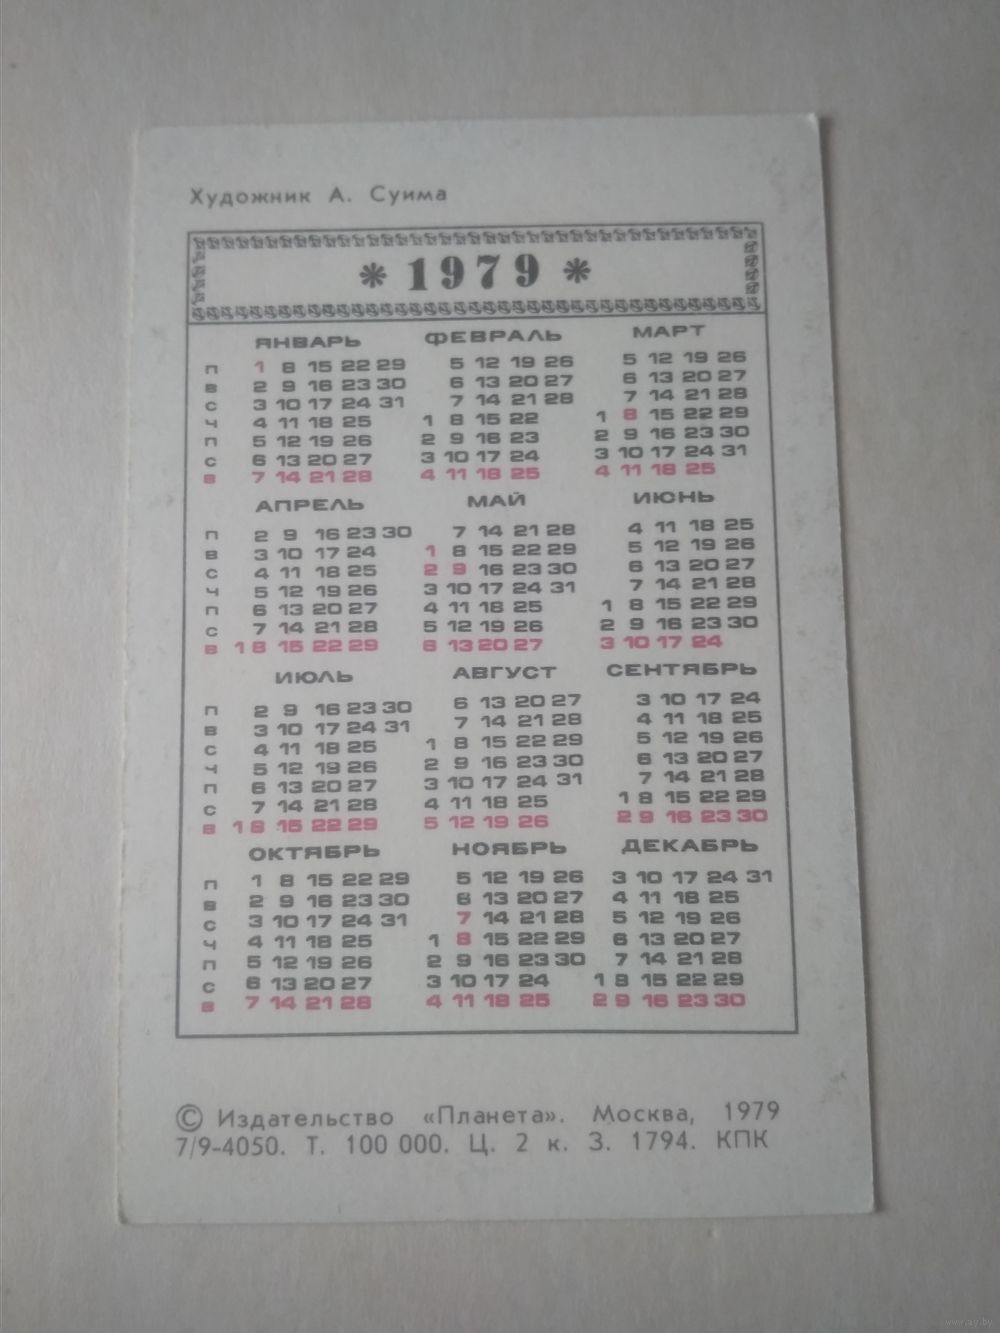 Художник А. Суима
* 1979 *
ЯНВАРЬ ФЕВРАЛЬ МАРТ
П 1 8 15 22 29 5 12 19 26 5 12 19 26
В 2 9 16 23 30 6 13 20 27 6 13 20 27
С 3 10 17 24 31 7 14 21 28 7 14 21 28
Ч 4 11 18 25 1 8 15 22 1 8 15 22 29
П 5 12 19 26 2 9 16 23 2 9 16 23 30
С 6 13 20 27 3 10 17 24 3 10 17 24 31
В 7 14 21 28 4 11 18 25 4 11 18 25
АПРЕЛЬ МАЙ ИЮНЬ
П 2 9 16 23 30 7 14 21 28 4 11 18 25
В 3 10 17 24 1 8 15 22 29 5 12 19 26
С 4 11 18 25 2 9 16 23 30 6 13 20 27
Ч 5 12 19 26 3 10 17 24 31 7 14 21 28
П 6 13 20 27 4 11 18 25 1 8 15 22 29
С 7 14 21 28 5 12 19 26 2 9 16 23 30
В 1 8 15 22 29 6 13 20 27 3 10 17 24
ИЮЛЬ АВГУСТ СЕНТЯБРЬ
П 2 9 16 23 30 6 13 20 27 3 10 17 24
В 3 10 17 24 31 7 14 21 28 4 11 18 25
С 4 11 18 25 1 8 15 22 29 5 12 19 26
Ч 5 12 19 26 2 9 16 23 30 6 13 20 27
П 6 13 20 27 3 10 17 24 31 7 14 21 28
С 7 14 21 28 4 11 18 25 1 8 15 22 29
В 1 8 15 22 29 5 12 19 26 2 9 16 23 30
ОКТЯБРЬ НОЯБРЬ ДЕКАБРЬ
П 1 8 15 22 29 5 12 19 26 3 10 17 24 31
В 2 9 16 23 30 6 13 20 27 4 11 18 25
С 3 10 17 24 31 7 14 21 28 5 12 19 26
Ч 4 11 18 25 1 8 15 22 29 6 13 20 27
П 5 12 19 26 2 9 16 23 30 7 14 21 28
С 6 13 20 27 3 10 17 24 1 8 15 22 29
В 7 14 21 28 4 11 18 25 2 9 16 23 30
© Издательство «Планета». Москва, 1979
7/9-4050. Т. 100 000. Ц. 2 к. З. 1794. КПК
www.ay.by